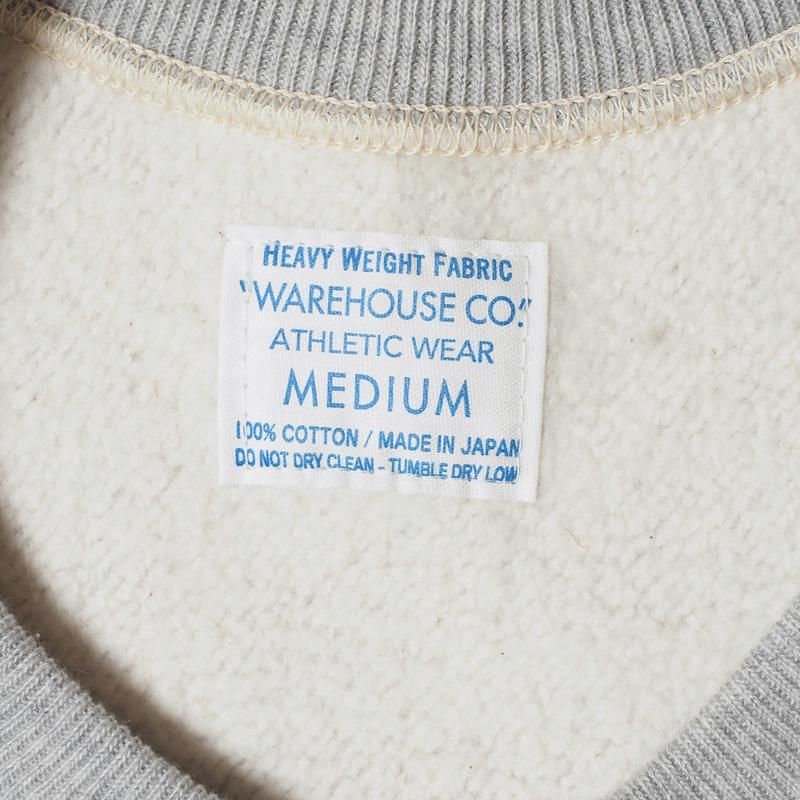 HEAVY WEIGHT FABRIC
"WAREHOUSE CO."
ATHLETIC WEAR
MEDIUM
100% COTTON / MADE IN JAPAN
DO NOT DRY CLEAN - TUMBLE DRY LOW